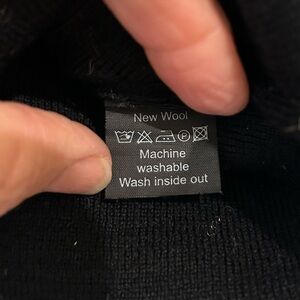 New Wool
Machine
washable
Wash inside out